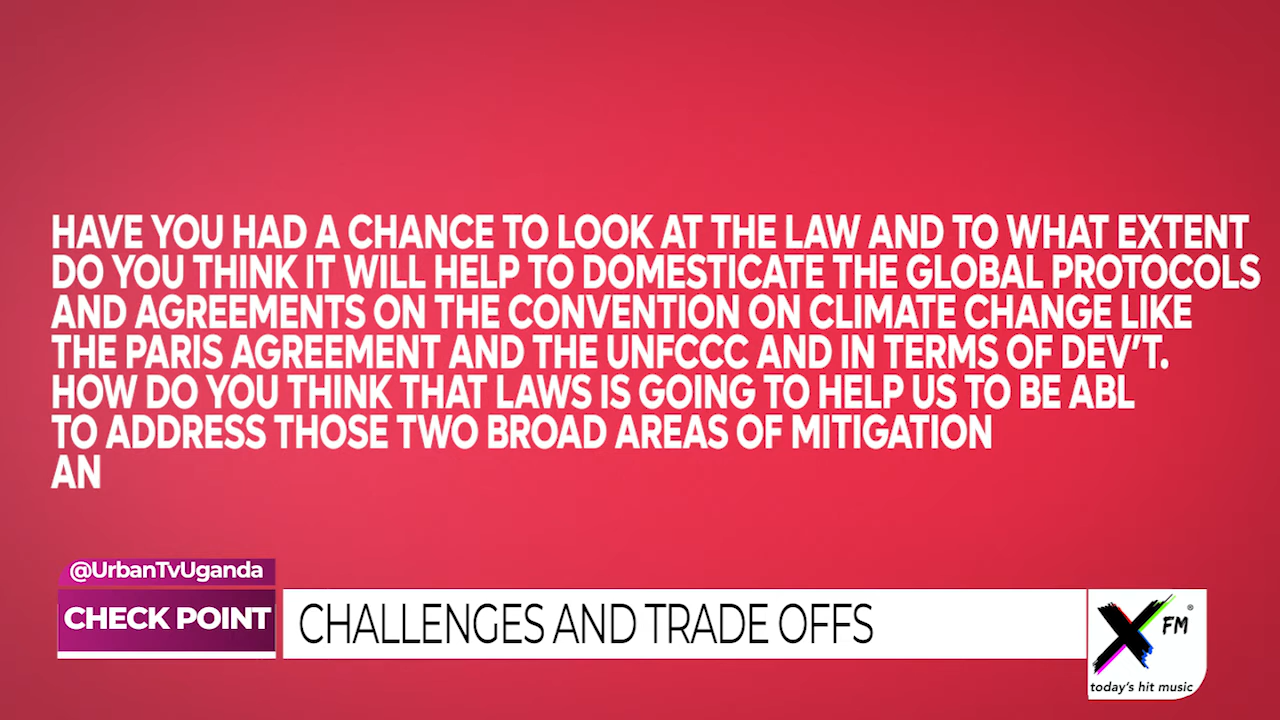 HAVE YOU HAD A CHANCE TO LOOK AT THE LAW AND TO WHAT EXTENT
DO YOU THINK IT WILL HELP TO DOMESTICATE THE GLOBAL PROTOCOLS
AND AGREEMENTS ON THE CONVENTION ON CLIMATE CHANGE LIKE
THE PARIS AGREEMENT AND THE UNFCCC AND IN TERMS OF DEV'T.
HOW DO YOU THINK THAT LAWS IS GOING TO HELP US TO BE ABL
TO ADDRESS THOSE TWO BROAD AREAS OF MITIGATION
AN
@UrbanTvUganda
CHECK POINT
CHALLENGES AND TRADE OFFS
X FM ®
today's hit music